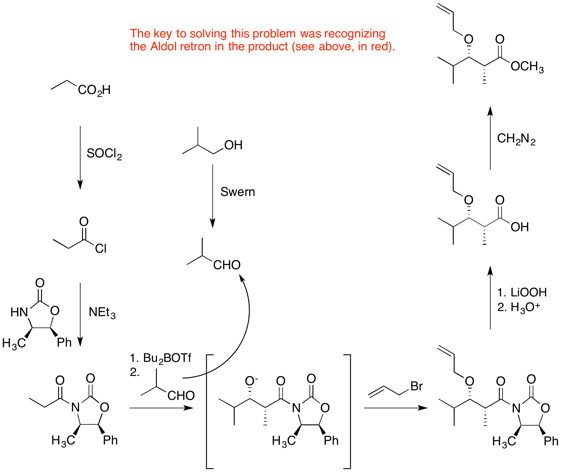 The key to solving this problem was recognizing
the Aldol retron in the product (see above, in red).
O
O
OCH3
CO2H
SOCl2
OH
CH2N2
Swern
O
O
OH
O
Cl
CHO
O
HN
O
H3C
Ph
NEt3
1. LiOOH
2. H3O+
O
O
N
O
H3C
Ph
1. Bu2BOTf
2.
CHO
O-
O
O
N
O
H3C
Ph
Br
O
O
O
N
O
H3C
Ph